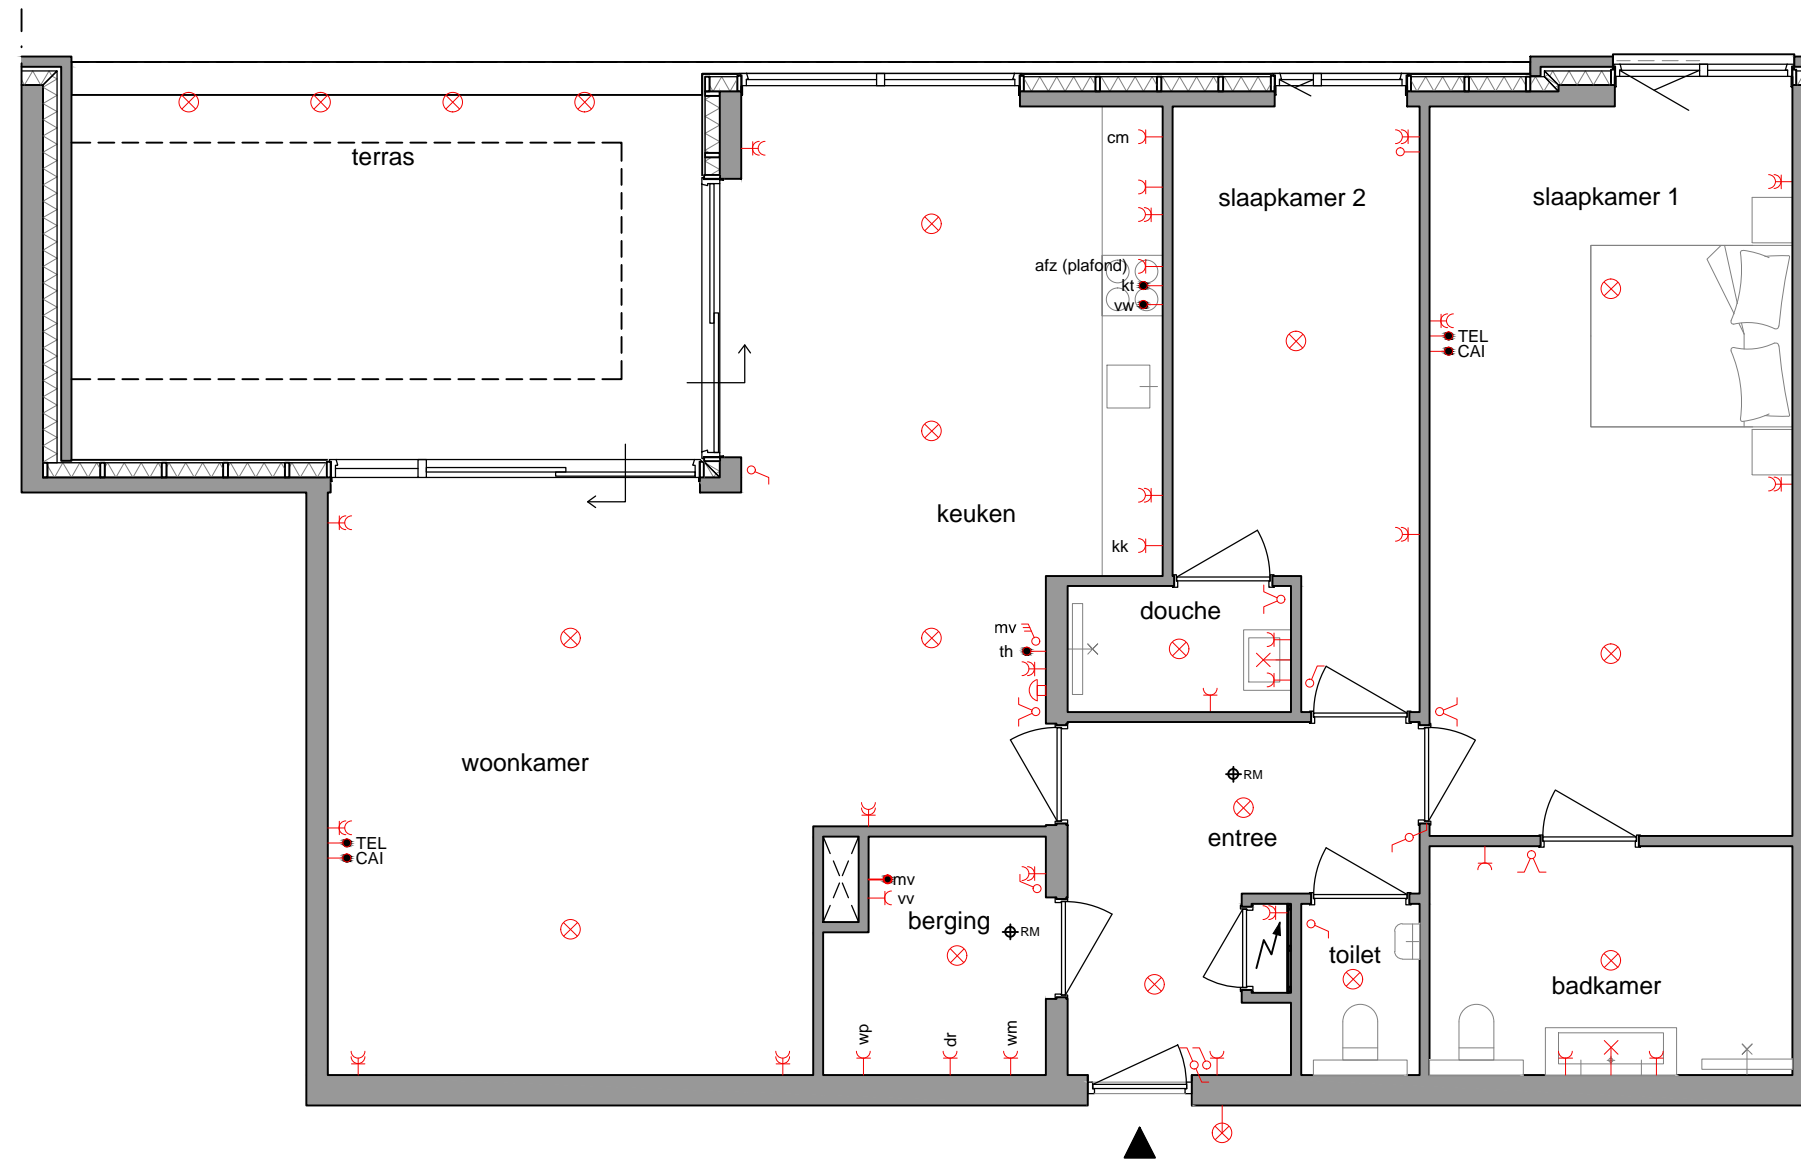 terras
cm
slaapkamer 2
slaapkamer 1
afz (plafond)
kt
vw
TEL
CAI
keuken
kk
douche
mv
th
woonkamer
RM
entree
TEL
CAI
mv
vv
berging
RM
toilet
badkamer
wp
dr
wm